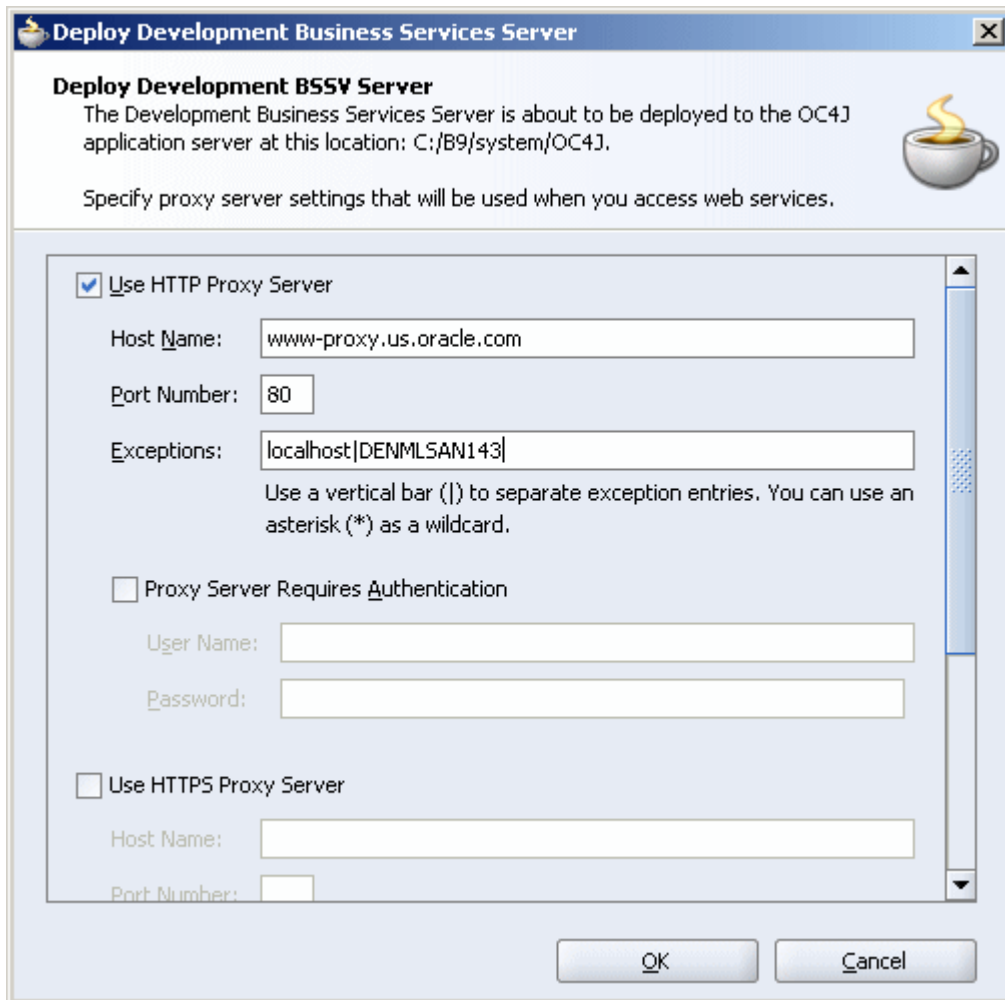 Deploy Development Business Services Server
Deploy Development BSSV Server
The Development Business Services Server is about to be deployed to the OC4J
application server at this location: C:/B9/system/OC4J.
Specify proxy server settings that will be used when you access web services.
Use HTTP Proxy Server
Host Name: www-proxy.us.oracle.com
Port Number: 80
Exceptions: localhost|DENMLSAN143
Use a vertical bar (|) to separate exception entries. You can use an
asterisk (*) as a wildcard.
Proxy Server Requires Authentication
User Name:
Password:
Use HTTPS Proxy Server
Host Name:
Port Number:
OK Cancel